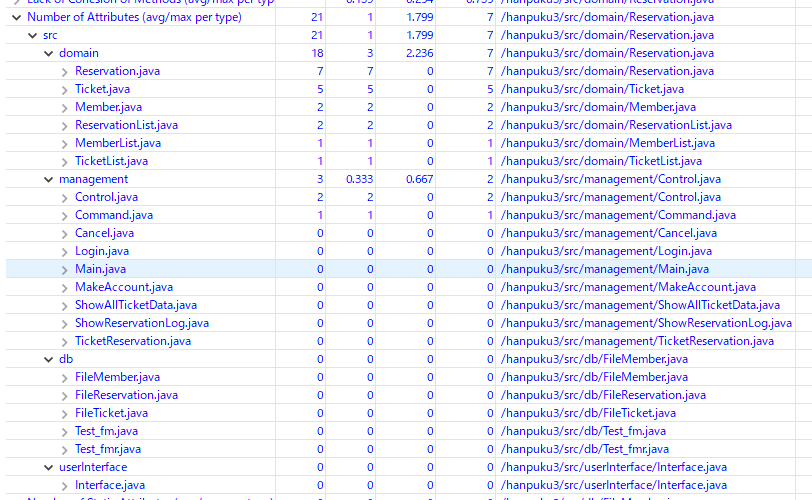 Lack of Cohesion of Methods (avg/max per typ
Number of Attributes (avg/max per type) 21 1 1.799 7 /hanpuku3/src/domain/Reservation.java
src 21 1 1.799 7 /hanpuku3/src/domain/Reservation.java
domain 18 3 2.236 7 /hanpuku3/src/domain/Reservation.java
Reservation.java 7 7 0 7 /hanpuku3/src/domain/Reservation.java
Ticket.java 5 5 0 5 /hanpuku3/src/domain/Ticket.java
Member.java 2 2 0 2 /hanpuku3/src/domain/Member.java
ReservationList.java 2 2 0 2 /hanpuku3/src/domain/ReservationList.java
MemberList.java 1 1 0 1 /hanpuku3/src/domain/MemberList.java
TicketList.java 1 1 0 1 /hanpuku3/src/domain/TicketList.java
management 3 0.333 0.667 2 /hanpuku3/src/management/Control.java
Control.java 2 2 0 2 /hanpuku3/src/management/Control.java
Command.java 1 1 0 1 /hanpuku3/src/management/Command.java
Cancel.java 0 0 0 0 /hanpuku3/src/management/Cancel.java
Login.java 0 0 0 0 /hanpuku3/src/management/Login.java
Main.java 0 0 0 0 /hanpuku3/src/management/Main.java
MakeAccount.java 0 0 0 0 /hanpuku3/src/management/MakeAccount.java
ShowAllTicketData.java 0 0 0 0 /hanpuku3/src/management/ShowAllTicketData.java
ShowReservationLog.java 0 0 0 0 /hanpuku3/src/management/ShowReservationLog.java
TicketReservation.java 0 0 0 0 /hanpuku3/src/management/TicketReservation.java
db 0 0 0 0 /hanpuku3/src/db/FileMember.java
FileMember.java 0 0 0 0 /hanpuku3/src/db/FileMember.java
FileReservation.java 0 0 0 0 /hanpuku3/src/db/FileReservation.java
FileTicket.java 0 0 0 0 /hanpuku3/src/db/FileTicket.java
Test_fm.java 0 0 0 0 /hanpuku3/src/db/Test_fm.java
Test_fmr.java 0 0 0 0 /hanpuku3/src/db/Test_fmr.java
userInterface 0 0 0 0 /hanpuku3/src/userInterface/Interface.java
Interface.java 0 0 0 0 /hanpuku3/src/userInterface/Interface.java